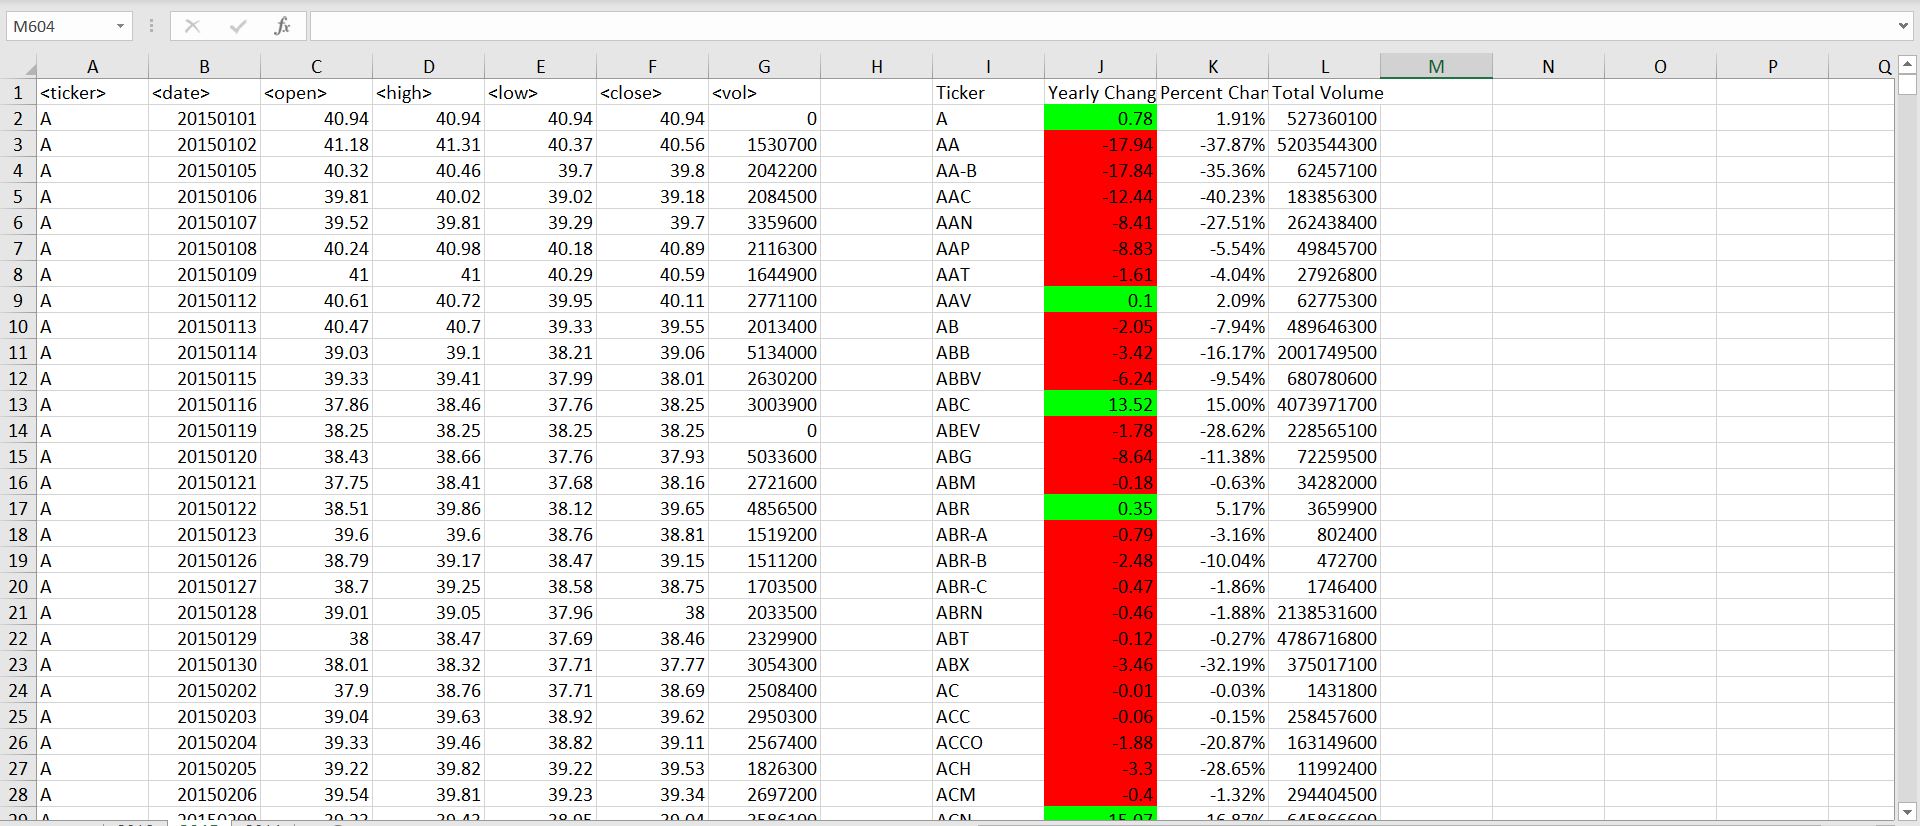 M604
fx
A B C D E F G H I J K L M N O P Q
1 <ticker> <date> <open> <high> <low> <close> <vol> Ticker Yearly Chang Percent Char Total Volume
2 A 20150101 40.94 40.94 40.94 40.94 0 A 0.78 1.91% 527360100
3 A 20150102 41.18 41.31 40.37 40.56 1530700 AA -17.94 -37.87% 5203544300
4 A 20150105 40.32 40.46 39.7 39.8 2042200 AA-B -17.84 -35.36% 62457100
5 A 20150106 39.81 40.02 39.02 39.18 2084500 AAC -12.44 -40.23% 183856300
6 A 20150107 39.52 39.81 39.29 39.7 3359600 AAN -8.41 -27.51% 262438400
7 A 20150108 40.24 40.98 40.18 40.89 2116300 AAP -8.83 -5.54% 49845700
8 A 20150109 41 41 40.29 40.59 1644900 AAT -1.61 -4.04% 27926800
9 A 20150112 40.61 40.72 39.95 40.11 2771100 AAV 0.1 2.09% 62775300
10 A 20150113 40.47 40.7 39.33 39.55 2013400 AB -2.05 -7.94% 489646300
11 A 20150114 39.03 39.1 38.21 39.06 5134000 ABB -3.42 -16.17% 2001749500
12 A 20150115 39.33 39.41 37.99 38.01 2630200 ABBV -6.24 -9.54% 680780600
13 A 20150116 37.86 38.46 37.76 38.25 3003900 ABC 13.52 15.00% 4073971700
14 A 20150119 38.25 38.25 38.25 38.25 0 ABEV -1.78 -28.62% 228565100
15 A 20150120 38.43 38.66 37.76 37.93 5033600 ABG -8.64 -11.38% 72259500
16 A 20150121 37.75 38.41 37.68 38.16 2721600 ABM -0.18 -0.63% 34282000
17 A 20150122 38.51 39.86 38.12 39.65 4856500 ABR 0.35 5.17% 3659900
18 A 20150123 39.6 39.6 38.76 38.81 1519200 ABR-A -0.79 -3.16% 802400
19 A 20150126 38.79 39.17 38.47 39.15 1511200 ABR-B -2.48 -10.04% 472700
20 A 20150127 38.7 39.25 38.58 38.75 1703500 ABR-C -0.47 -1.86% 1746400
21 A 20150128 39.01 39.05 37.96 38 2033500 ABRN -0.46 -1.88% 2138531600
22 A 20150129 38 38.47 37.69 38.46 2329900 ABT -0.12 -0.27% 4786716800
23 A 20150130 38.01 38.32 37.71 37.77 3054300 ABX -3.46 -32.19% 375017100
24 A 20150202 37.9 38.76 37.71 38.69 2508400 AC -0.01 -0.03% 1431800
25 A 20150203 39.04 39.63 38.92 39.62 2950300 ACC -0.06 -0.15% 258457600
26 A 20150204 39.33 39.46 38.82 39.11 2567400 ACCO -1.88 -20.87% 163149600
27 A 20150205 39.22 39.82 39.22 39.53 1826300 ACH -3.3 -28.65% 11992400
28 A 20150206 39.54 39.81 39.23 39.34 2697200 ACM -0.4 -1.32% 294404500